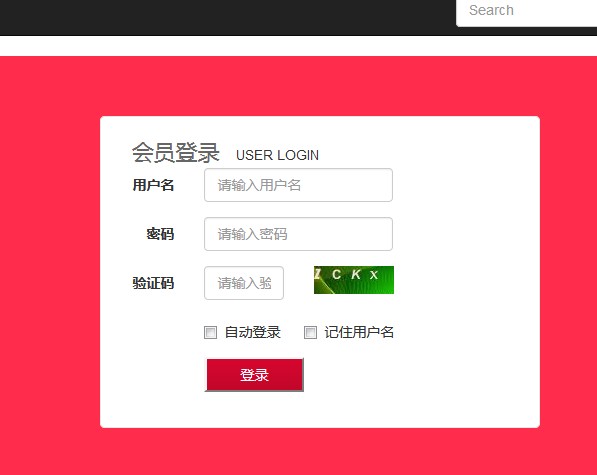 Search
会员登录 USER LOGIN
用户名 请输入用户名
密码 请输入密码
验证码 请输入验 ZCKX
自动登录 记住用户名
登录